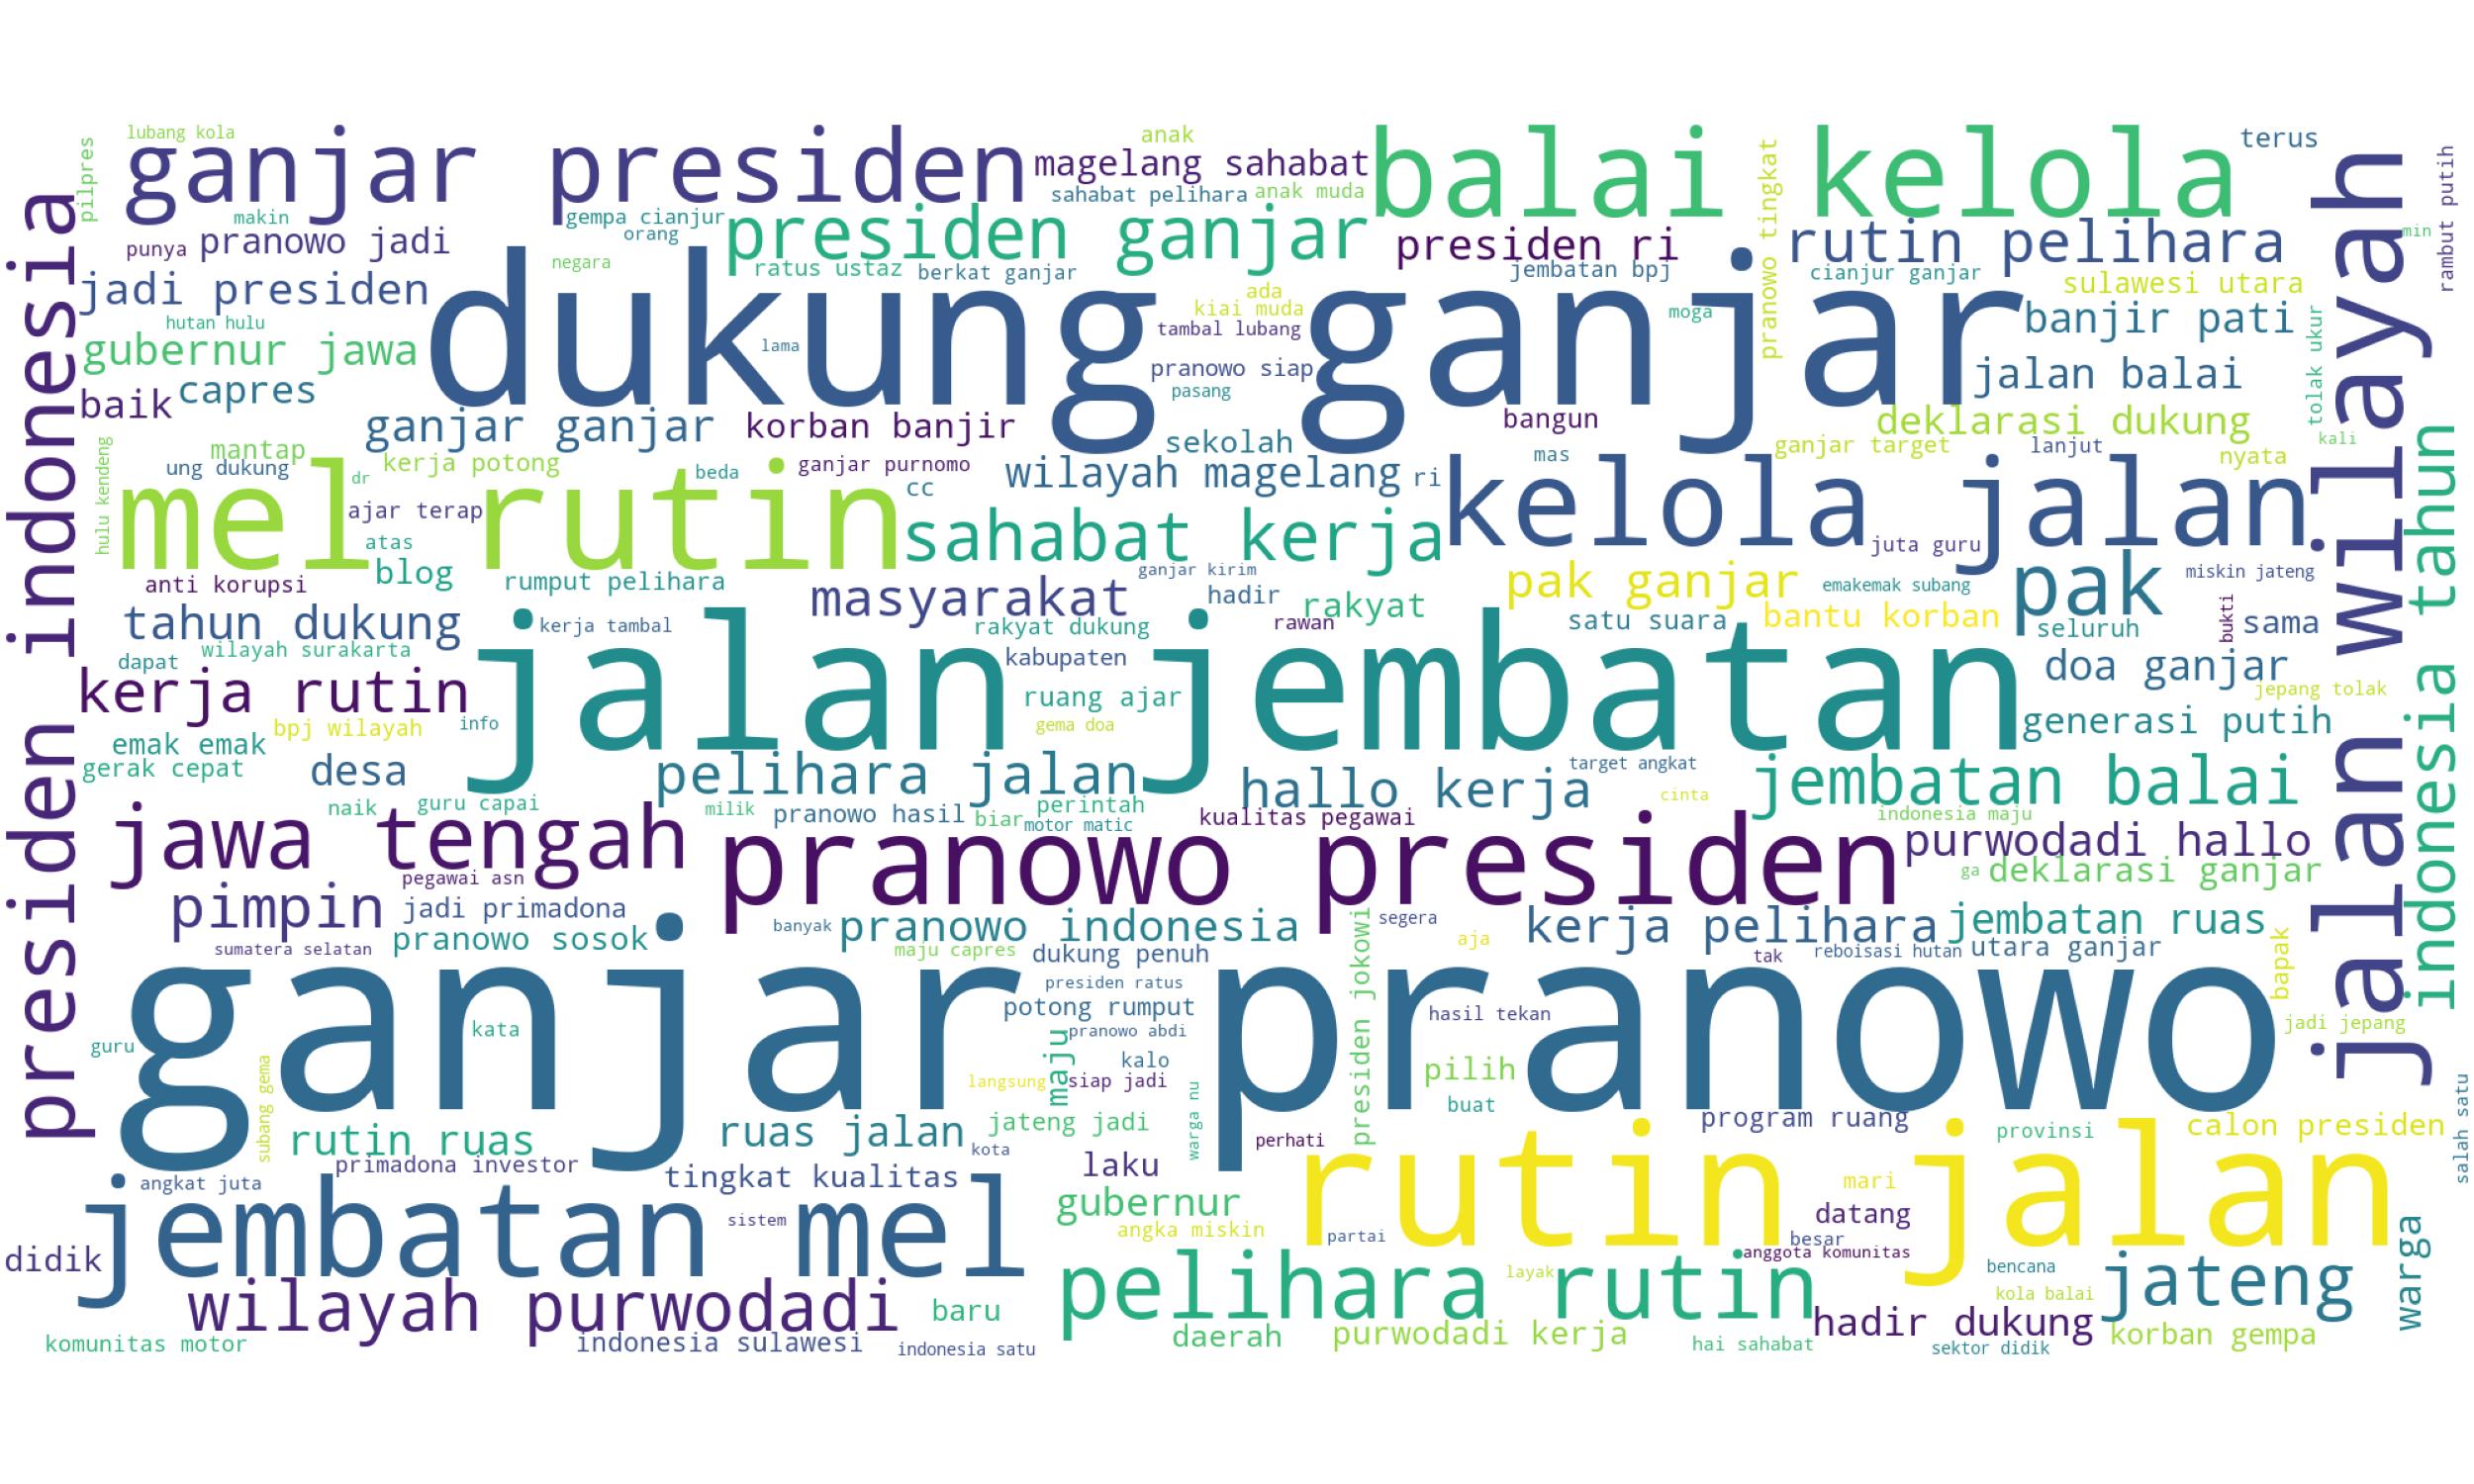 lubang kola
pilpres
ganjar presiden
anak
magelang sahabat
balai kelola
terus
pranowo tingkat
rambut putih
presiden indonesia
jalan wilayah
makin
gempa cianjur
sahabat pelihara
anak muda
min
punya
pranowo jadi
orang
presiden ganjar
presiden ri
rutin pelihara
negara
ratus ustaz
berkat ganjar
jembatan bpj
cianjur ganjar
sulawesi utara
jadi presiden
dukung ganjar
ada
kiai muda
moga
banjir pati
tolak ukur
hutan hulu
gubernur jawa
lama
tambal lubang
pranowo siap
jalan balai
baik
capres
pasang
ganjar ganjar
korban banjir
bangun
deklarasi dukung
kali
indonesia tahun
hulu kendeng
mantap
sekolah
ganjar target
lanjut
nyata
ung dukung
dr
kerja potong
beda
ganjar purnomo
cc
wilayah magelang
ri
mas
mel rutin
ajar terap
kelola jalan
atas
sahabat kerja
juta guru
anti korupsi
blog
rumput pelihara
masyarakat
ganjar kirim
hadir
rakyat
pak ganjar
emakemak subang
pak
miskin jateng
tahun dukung
kerja tambal
rakyat dukung
rawan
satu suara
bantu korban
seluruh
bukti
sama
wilayah surakarta
dapat
jalan jembatan
kabupaten
doa ganjar
kerja rutin
ruang ajar
jepang tolak
bpj wilayah
info
gema doa
generasi putih
emak emak
gerak cepat
desa
pelihara jalan
hallo kerja
target angkat
jembatan balai
naik
guru capai
milik
pranowo hasil
biar
perintah
motor matic
kualitas pegawai
cinta
indonesia maju
jawa tengah
pranowo presiden
purwodadi hallo
pegawai asn
ga
deklarasi ganjar
pimpin
jadi primadona
banyak
pranowo indonesia
presiden jokowi
segera
kerja pelihara
jembatan ruas
sumatera selatan
pranowo sosok
maju capres
dukung penuh
aja
tak
reboisasi hutan
utara ganjar
bapak
ganjar pranowo
presiden ratus
potong rumput
hasil tekan
kata
pranowo abdi
jadi jepang
guru
maju
kalo
subang gema
langsung
siap jadi
warga nu
pilih
salah satu
buat
rutin ruas
ruas jalan
jateng jadi
perhati
program ruang
provinsi
calon presiden
primadona investor
kota
laku
rutin jalan
angkat juta
tingkat kualitas
mari
jembatan mel
sistem
gubernur
datang
angka miskin
partai
besar
warga
didik
anggota komunitas
layak
bencana
pelihara rutin
jateng
wilayah purwodadi
baru
kola balai
komunitas motor
indonesia sulawesi
indonesia satu
daerah
purwodadi kerja
hai sahabat
hadir dukung
sektor didik
korban gempa